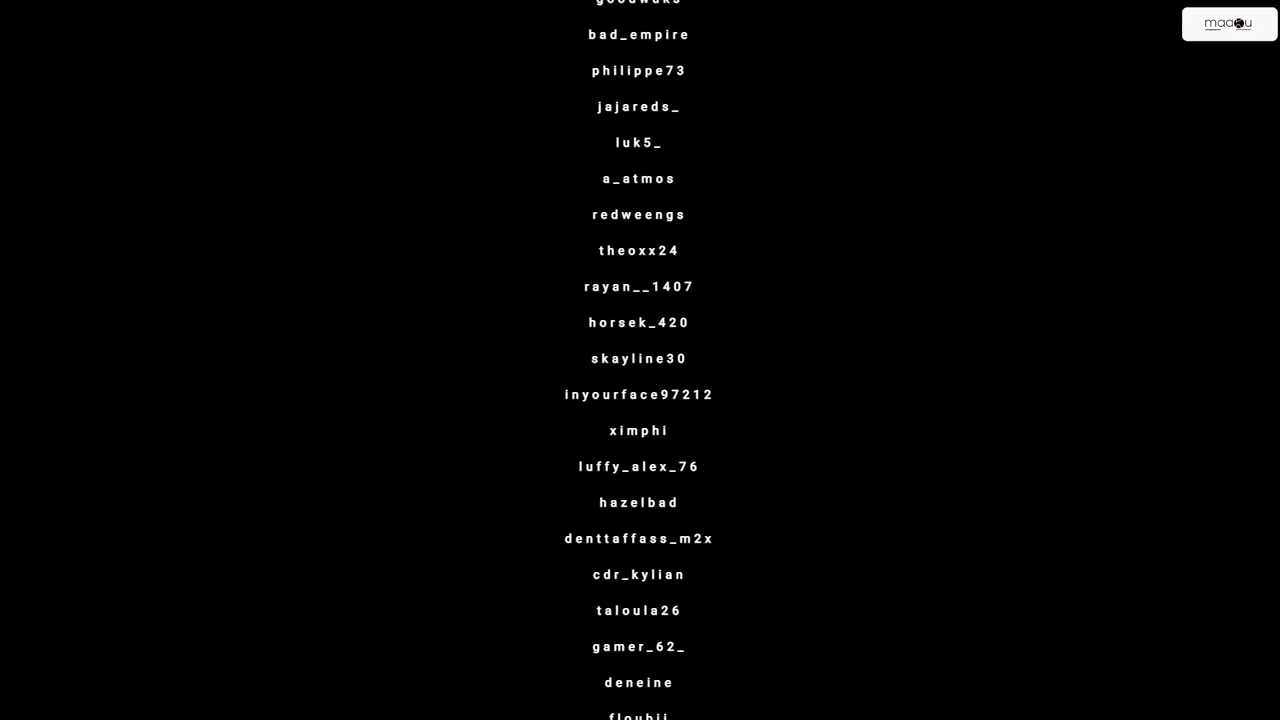 bad_empire
philippe73
jajareds_
luk5_
a_atmos
redweengs
theoxx24
rayan__1407
horsek_420
skayline30
inyourface97212
ximphi
luffy_alex_76
hazelbad
denttaffass_m2x
cdr_kylian
taloula26
gamer_62_
deneine